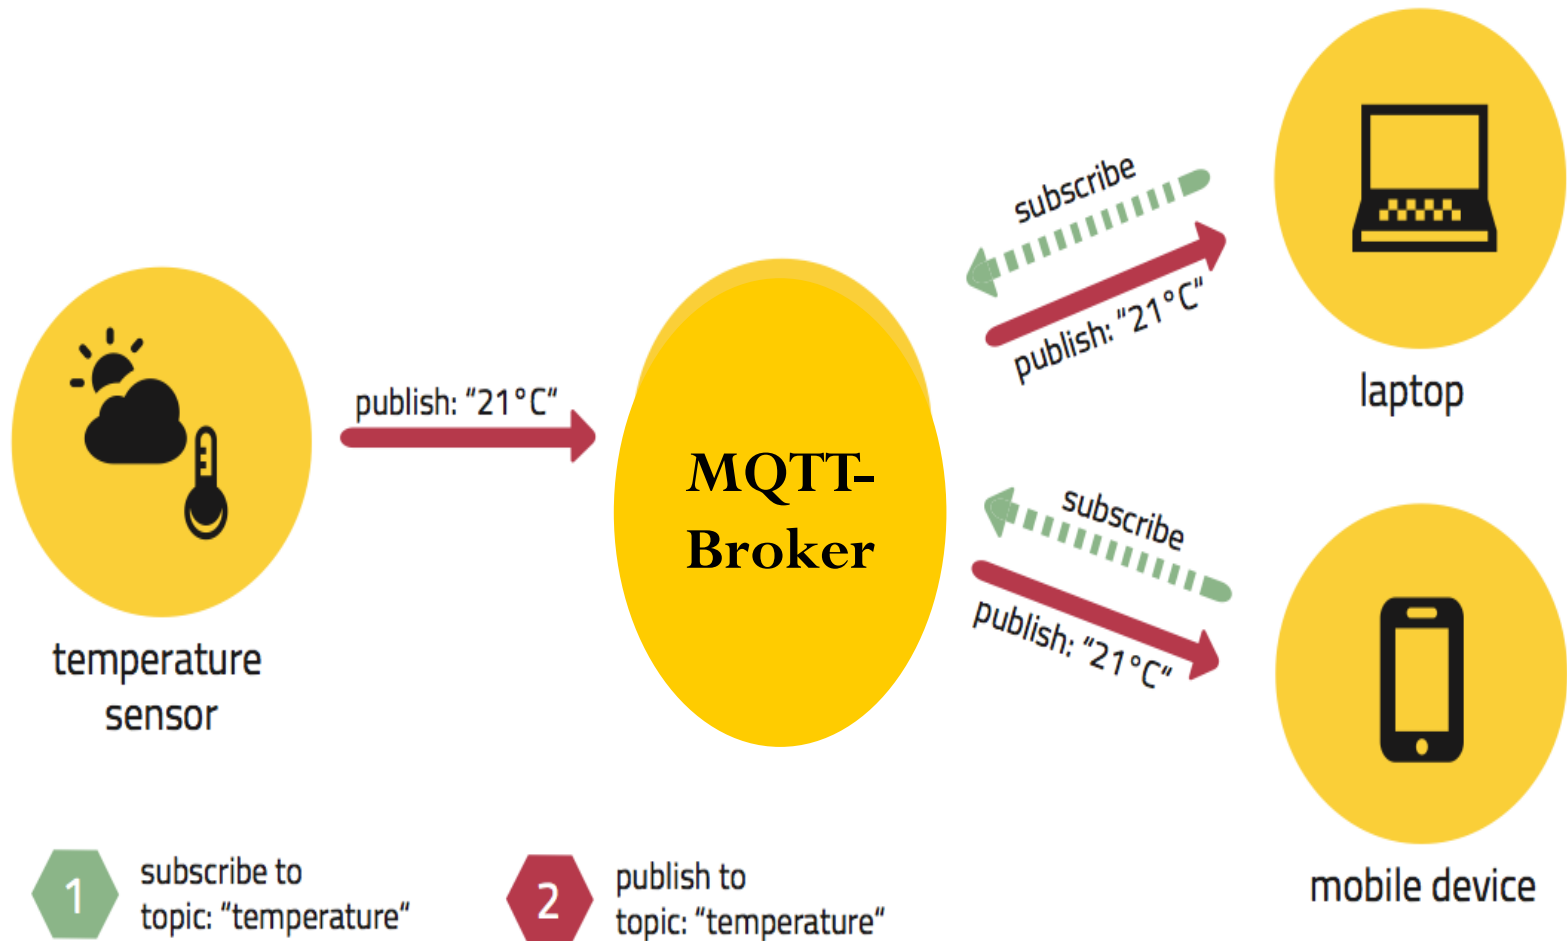 subscribe
publish: “21°C“
laptop
publish: “21°C“
MQTT-
Broker
subscribe
publish: “21°C“
temperature
sensor
mobile device
1
subscribe to
topic: “temperature“
2
publish to
topic: “temperature“